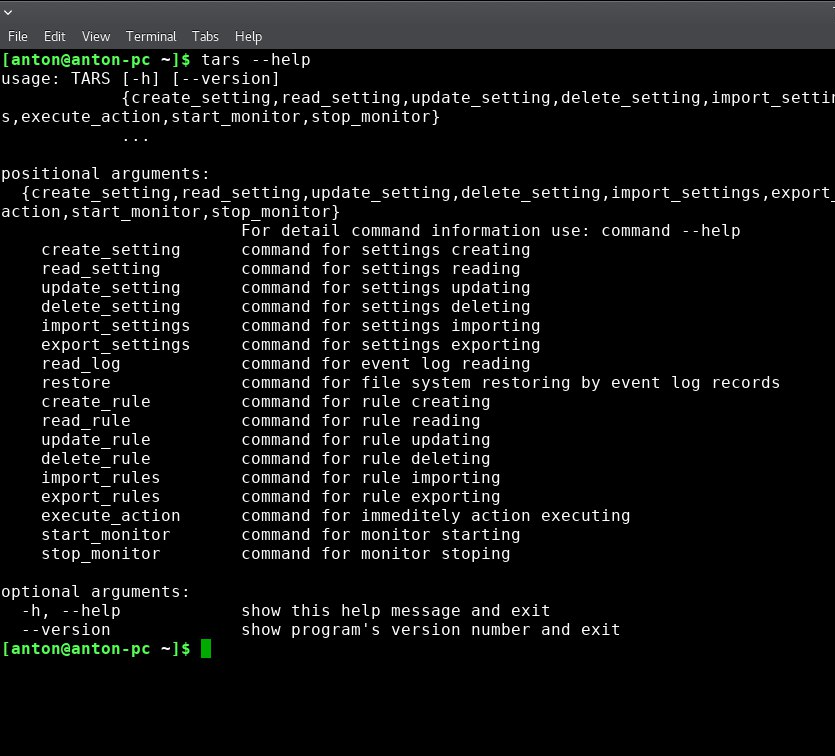 File Edit View Terminal Tabs Help
[anton@anton-pc ~]$ tars --help
usage: TARS [-h] [--version]
            {create_setting,read_setting,update_setting,delete_setting,import_settin
s,execute_action,start_monitor,stop_monitor}
            ...

positional arguments:
  {create_setting,read_setting,update_setting,delete_setting,import_settings,export_
action,start_monitor,stop_monitor}
                        For detail command information use: command --help
    create_setting      command for settings creating
    read_setting        command for settings reading
    update_setting      command for settings updating
    delete_setting      command for settings deleting
    import_settings     command for settings importing
    export_settings     command for settings exporting
    read_log            command for event log reading
    restore             command for file system restoring by event log records
    create_rule         command for rule creating
    read_rule           command for rule reading
    update_rule         command for rule updating
    delete_rule         command for rule deleting
    import_rules        command for rule importing
    export_rules        command for rule exporting
    execute_action      command for immeditely action executing
    start_monitor       command for monitor starting
    stop_monitor        command for monitor stoping

optional arguments:
  -h, --help            show this help message and exit
  --version             show program's version number and exit
[anton@anton-pc ~]$